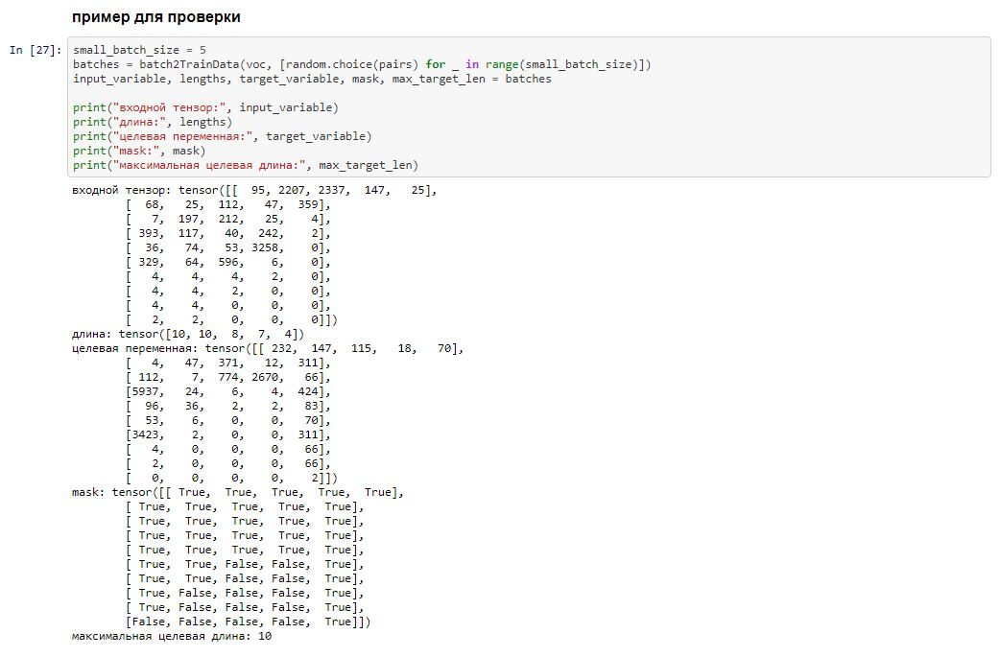 пример для проверки
In [27]: small_batch_size = 5
batches = batch2TrainData(voc, [random.choice(pairs) for _ in range(small_batch_size)])
input_variable, lengths, target_variable, mask, max_target_len = batches
print("входной тензор:", input_variable)
print("длина:", lengths)
print("целевая переменная:", target_variable)
print("mask:", mask)
print("максимальная целевая длина:", max_target_len)
входной тензор: tensor([[  95, 2207, 2337,  147,   25],
        [  68,   25,  112,   47,  359],
        [   7,  197,  212,   25,    4],
        [ 393,  117,   40,  242,    2],
        [  36,   74,   53, 3258,    0],
        [ 329,   64,  596,    6,    0],
        [   4,    4,    4,    2,    0],
        [   4,    4,    2,    0,    0],
        [   4,    4,    0,    0,    0],
        [   2,    2,    0,    0,    0]])
длина: tensor([10, 10,  8,  7,  4])
целевая переменная: tensor([[ 232,  147,  115,   18,   70],
        [   4,   47,  371,   12,  311],
        [ 112,    7,  774, 2670,   66],
        [5937,   24,    6,    4,  424],
        [  96,   36,    2,    2,   83],
        [  53,    6,    0,    0,   70],
        [3423,    2,    0,    0,  311],
        [   4,    0,    0,    0,   66],
        [   2,    0,    0,    0,   66],
        [   0,    0,    0,    0,    2]])
mask: tensor([[ True,  True,  True,  True,  True],
        [ True,  True,  True,  True,  True],
        [ True,  True,  True,  True,  True],
        [ True,  True,  True,  True,  True],
        [ True,  True,  True,  True,  True],
        [ True,  True, False, False,  True],
        [ True,  True, False, False,  True],
        [ True, False, False, False,  True],
        [ True, False, False, False,  True],
        [False, False, False, False,  True]])
максимальная целевая длина: 10